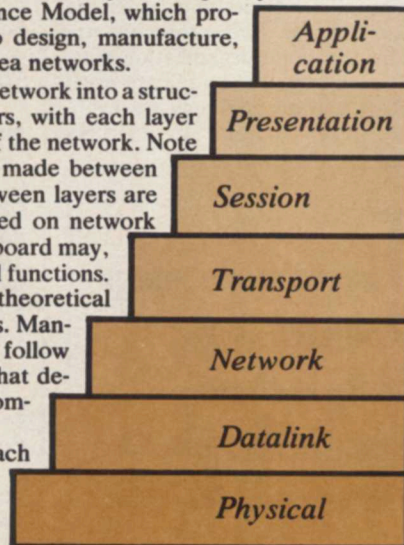 nce Model, which pro-
design, manufacture,
ea networks.
etwork into a struc-
rs, with each layer
f the network. Note
made between
ween layers are
ed on network
board may,
l functions.
theoretical
s. Man-
follow
hat de-
om-
ach
Appli-
cation
Presentation
Session
Transport
Network
Datalink
Physical